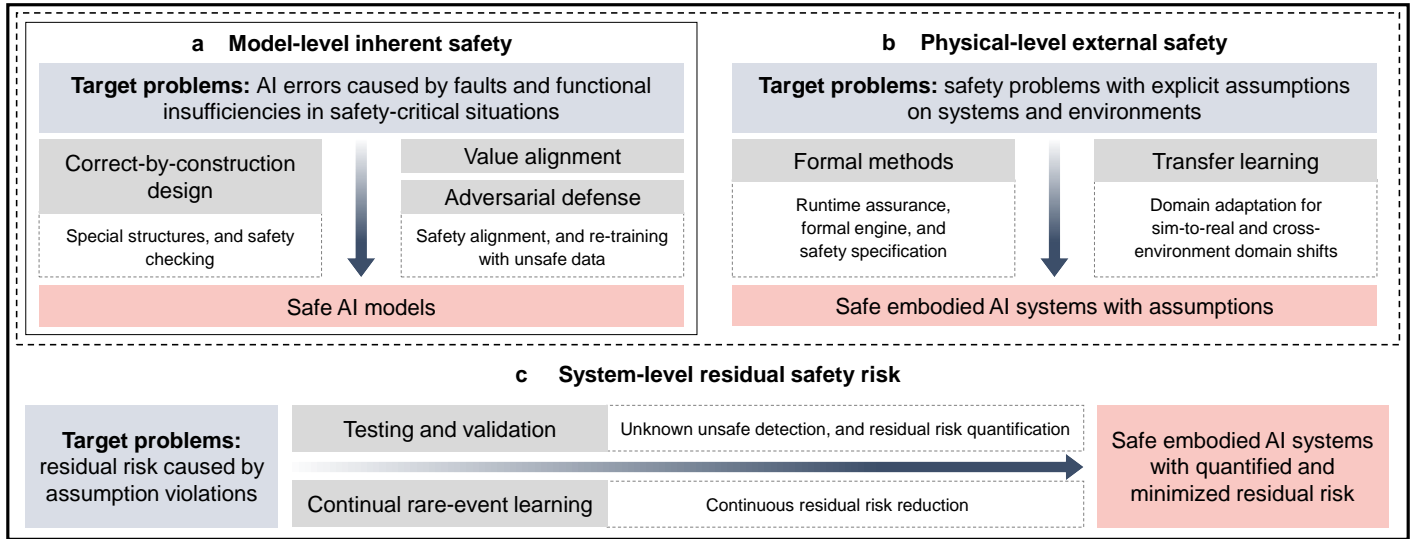 a Model-level inherent safety
Target problems: AI errors caused by faults and functional
insufficiencies in safety-critical situations
Correct-by-construction
design
Special structures, and safety
checking
Value alignment
Adversarial defense
Safety alignment, and re-training
with unsafe data
Safe AI models
b Physical-level external safety
Target problems: safety problems with explicit assumptions
on systems and environments
Formal methods
Runtime assurance,
formal engine, and
safety specification
Transfer learning
Domain adaptation for
sim-to-real and cross-
environment domain shifts
Safe embodied AI systems with assumptions
c System-level residual safety risk
Target problems:
residual risk caused by
assumption violations
Testing and validation
Unknown unsafe detection, and residual risk quantification
Continual rare-event learning
Continuous residual risk reduction
Safe embodied AI systems
with quantified and
minimized residual risk